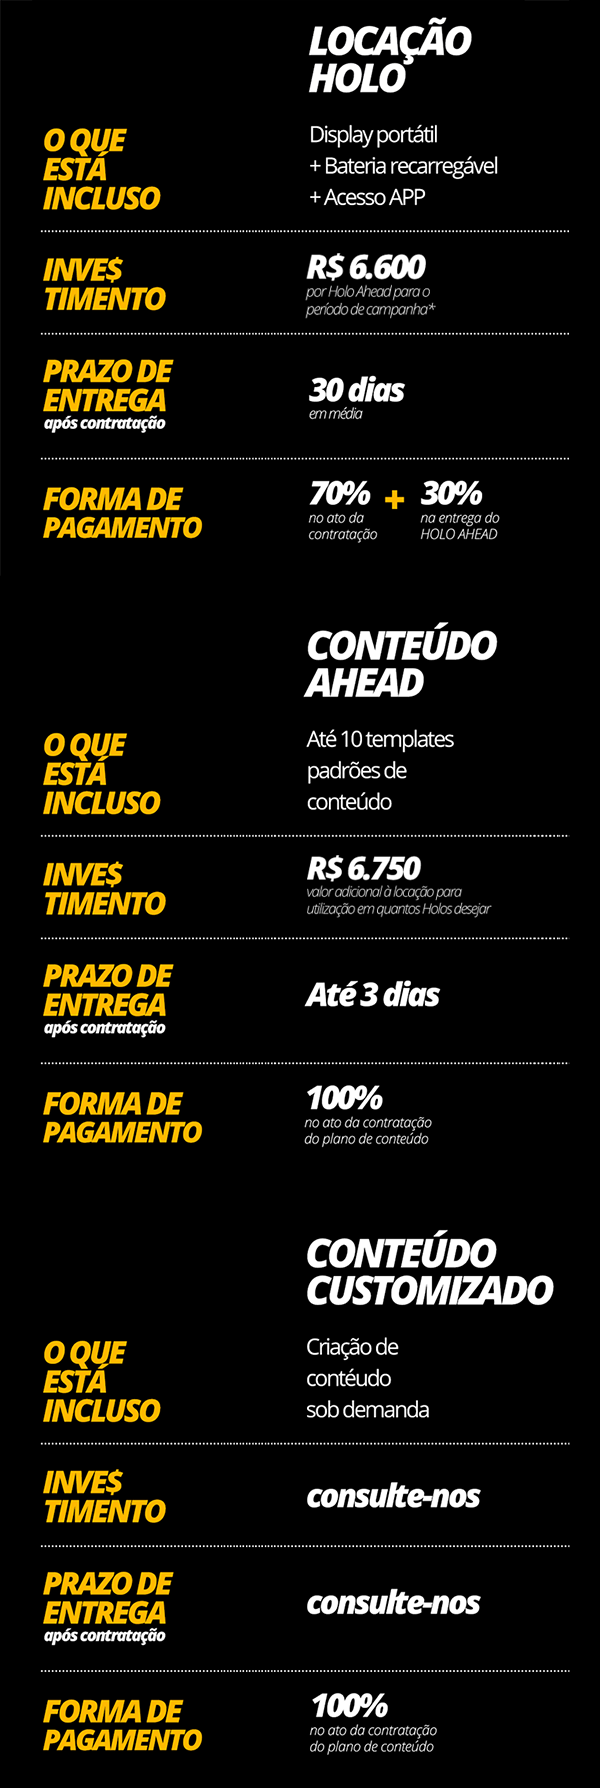 LOCAÇÃO
HOLO
O QUE
ESTÁ
INCLUSO
Display portátil
+ Bateria recarregável
+ Acesso APP
INVE$
TIMENTO
R$ 6.600
por Holo Ahead para o
período de campanha*
PRAZO DE
ENTREGA
após contratação
30 dias
em média
FORMA DE
PAGAMENTO
70%
no ato da
contratação
+
30%
na entrega do
HOLO AHEAD
CONTEÚDO
AHEAD
O QUE
ESTÁ
INCLUSO
Até 10 templates
padrões de
conteúdo
INVE$
TIMENTO
R$ 6.750
valor adicional à locação para
utilização em quantos Holos desejar
PRAZO DE
ENTREGA
após contratação
Até 3 dias
FORMA DE
PAGAMENTO
100%
no ato da contratação
do plano de conteúdo
CONTEÚDO
CUSTOMIZADO
O QUE
ESTÁ
INCLUSO
Criação de
contéudo
sob demanda
INVE$
TIMENTO
consulte-nos
PRAZO DE
ENTREGA
após contratação
consulte-nos
FORMA DE
PAGAMENTO
100%
no ato da contratação
do plano de conteúdo